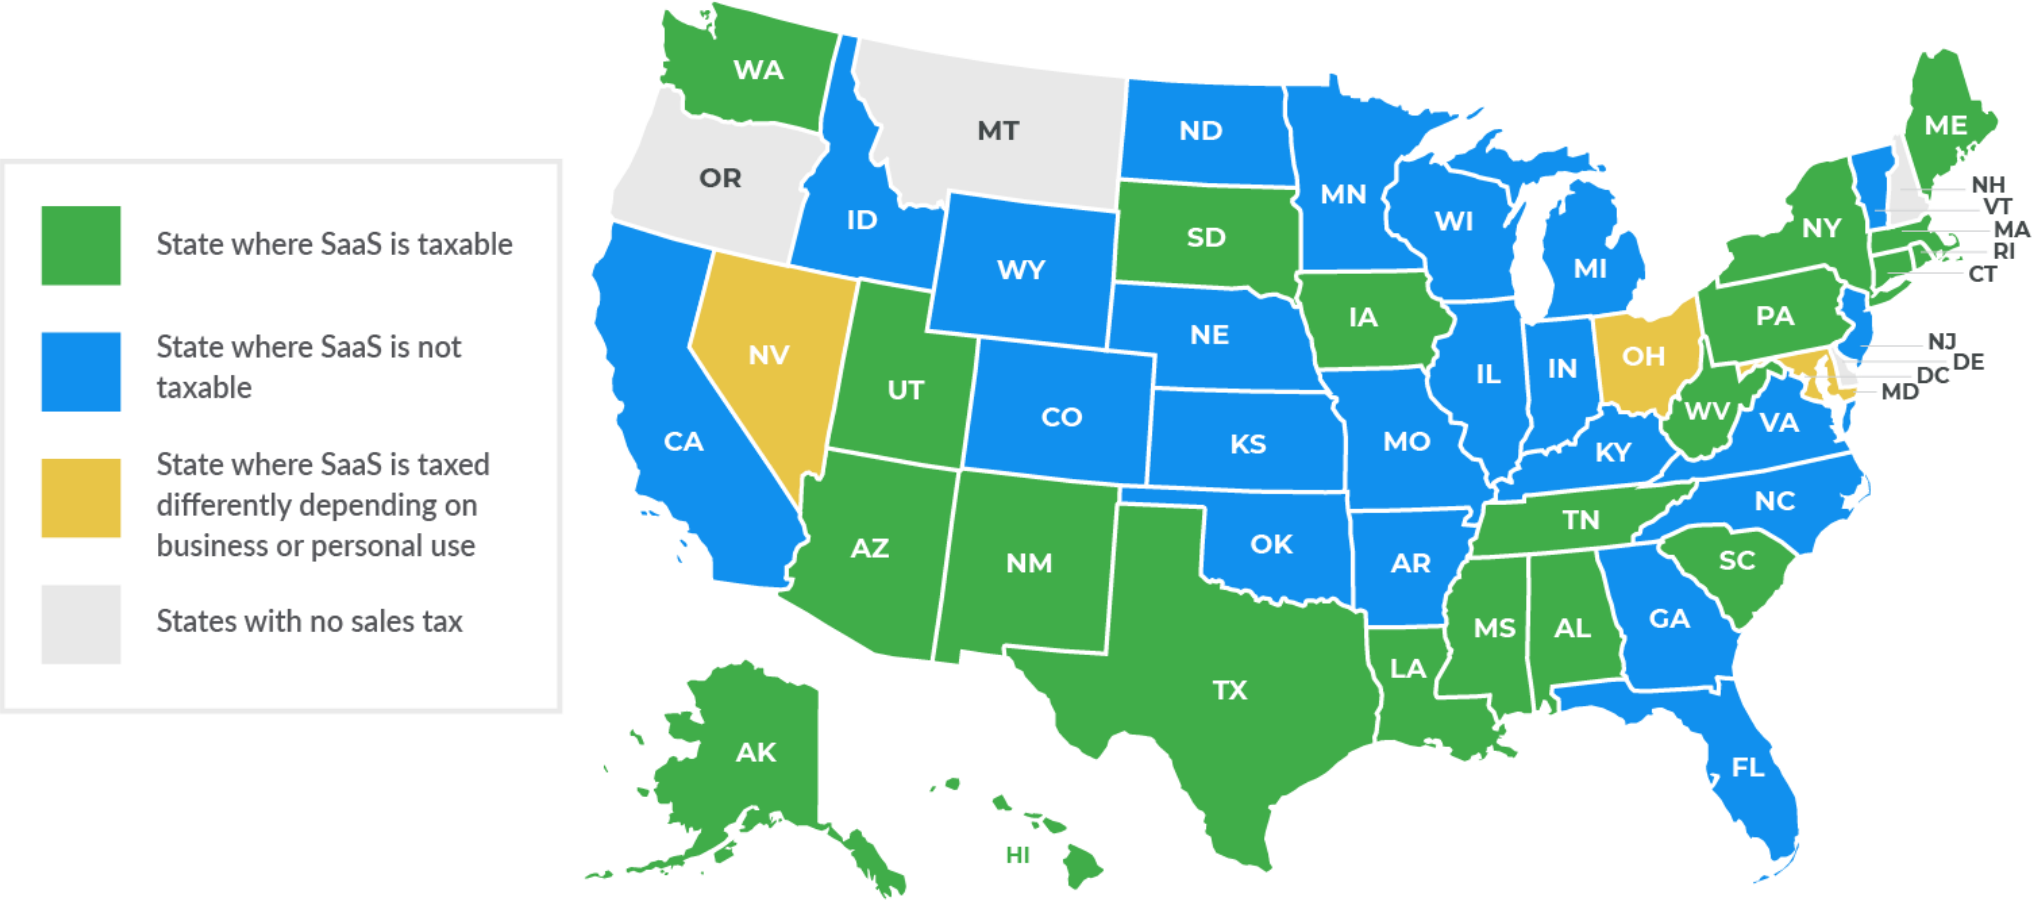 State where SaaS is taxable
State where SaaS is not
taxable
State where SaaS is taxed
differently depending on
business or personal use
States with no sales tax
WA
MT
ND
OR
ID
MN
ME
NH
VT
WY
SD
WI
MI
NY
MA
RI
CT
NV
UT
NE
IA
IL
IN
OH
PA
NJ
DE
DC
MD
CA
CO
KS
MO
KY
WV
VA
AZ
NM
OK
AR
TN
NC
SC
TX
LA
MS
AL
GA
FL
AK
HI